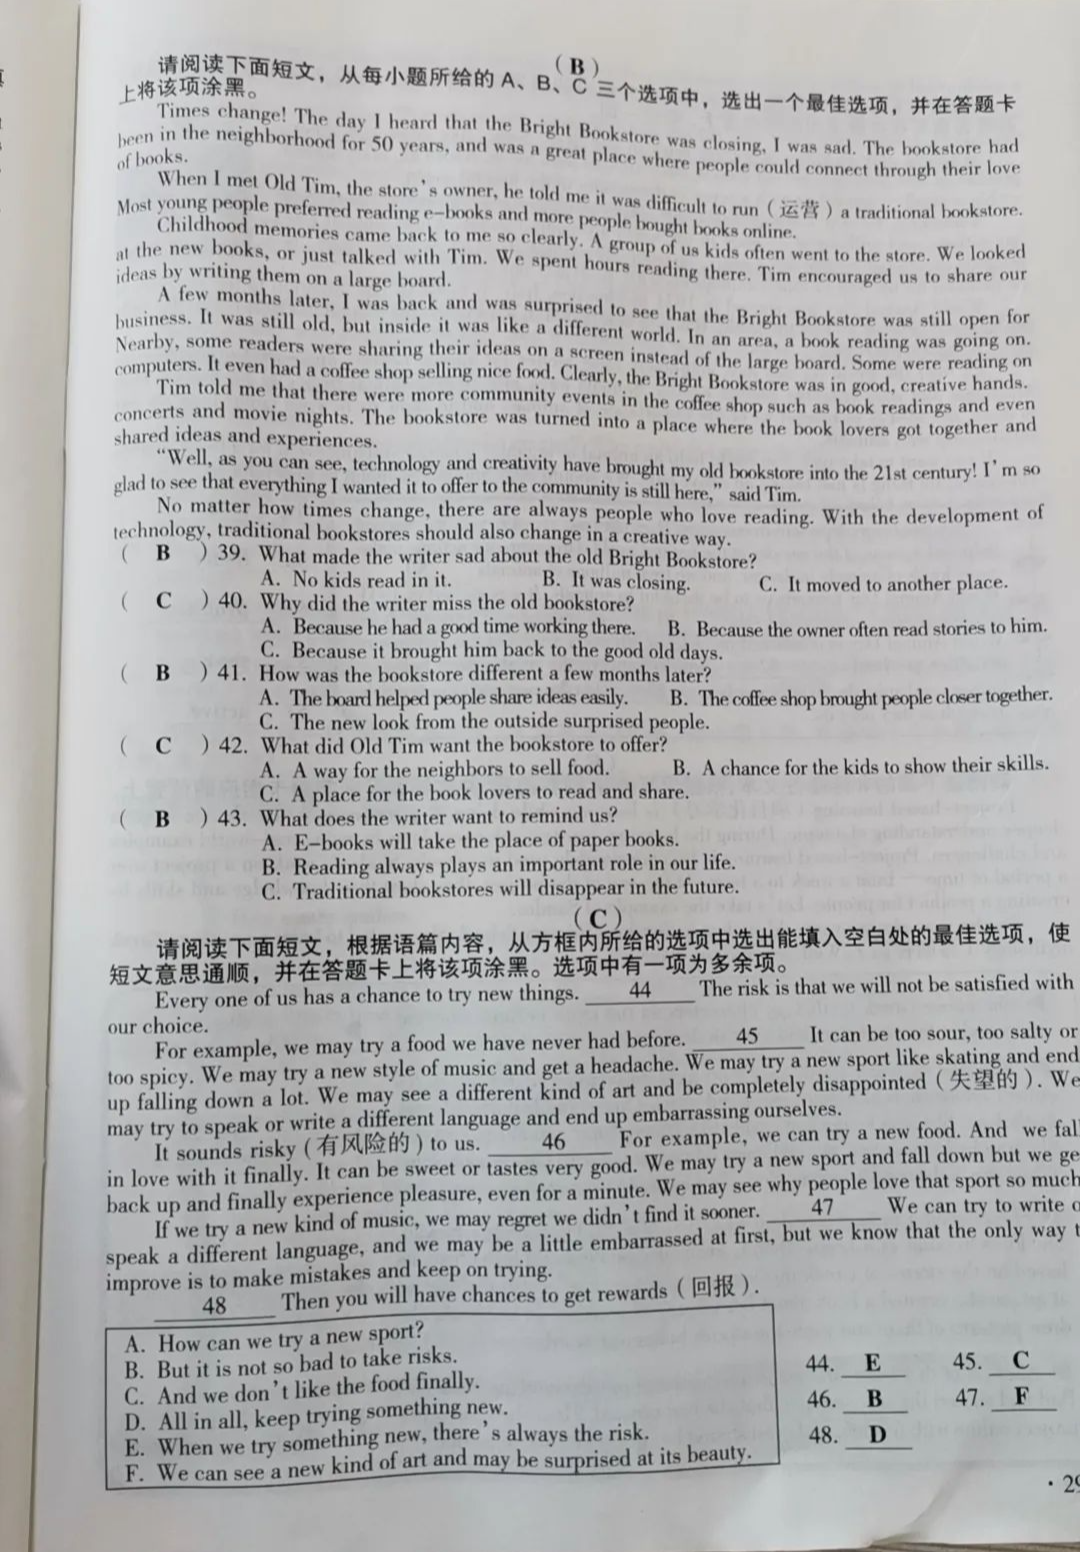 (B)
请阅读下面短文，从每小题所给的 A、B、C 三个选项中，选出一个最佳选项，并在答题卡
上将该项涂黑。
Times change! The day I heard that the Bright Bookstore was closing, I was sad. The bookstore had
been in the neighborhood for 50 years, and was a great place where people could connect through their love
of books.
When I met Old Tim, the store's owner, he told me it was difficult to run (运营) a traditional bookstore.
Most young people preferred reading e-books and more people bought books online.
Childhood memories came back to me so clearly. A group of us kids often went to the store. We looked
at the new books, or just talked with Tim. We spent hours reading there. Tim encouraged us to share our
ideas by writing them on a large board.
A few months later, I was back and was surprised to see that the Bright Bookstore was still open for
business. It was still old, but inside it was like a different world. In an area, a book reading was going on.
Nearby, some readers were sharing their ideas on a screen instead of the large board. Some were reading on
computers. It even had a coffee shop selling nice food. Clearly, the Bright Bookstore was in good, creative hands.
Tim told me that there were more community events in the coffee shop such as book readings and even
concerts and movie nights. The bookstore was turned into a place where the book lovers got together and
shared ideas and experiences.
"Well, as you can see, technology and creativity have brought my old bookstore into the 21st century! I'm so
glad to see that everything I wanted it to offer to the community is still here," said Tim.
No matter how times change, there are always people who love reading. With the development of
technology, traditional bookstores should also change in a creative way.
( B ) 39. What made the writer sad about the old Bright Bookstore?
A. No kids read in it. B. It was closing. C. It moved to another place.
( C ) 40. Why did the writer miss the old bookstore?
A. Because he had a good time working there. B. Because the owner often read stories to him.
C. Because it brought him back to the good old days.
( B ) 41. How was the bookstore different a few months later?
A. The board helped people share ideas easily. B. The coffee shop brought people closer together.
C. The new look from the outside surprised people.
( C ) 42. What did Old Tim want the bookstore to offer?
A. A way for the neighbors to sell food. B. A chance for the kids to show their skills.
C. A place for the book lovers to read and share.
( B ) 43. What does the writer want to remind us?
A. E-books will take the place of paper books.
B. Reading always plays an important role in our life.
C. Traditional bookstores will disappear in the future.
(C)
请阅读下面短文，根据语篇内容，从方框内所给的选项中选出能填入空白处的最佳选项，使
短文意思通顺，并在答题卡上将该项涂黑。选项中有一项为多余项。
Every one of us has a chance to try new things. 44 The risk is that we will not be satisfied with
our choice.
For example, we may try a food we have never had before. 45 It can be too sour, too salty or
too spicy. We may try a new style of music and get a headache. We may try a new sport like skating and end
up falling down a lot. We may see a different kind of art and be completely disappointed (失望的). We
may try to speak or write a different language and end up embarrassing ourselves.
It sounds risky (有风险的) to us. 46 For example, we can try a new food. And we fal
in love with it finally. It can be sweet or tastes very good. We may try a new sport and fall down but we ge
back up and finally experience pleasure, even for a minute. We may see why people love that sport so much
If we try a new kind of music, we may regret we didn't find it sooner. 47 We can try to write o
speak a different language, and we may be a little embarrassed at first, but we know that the only way t
improve is to make mistakes and keep on trying.
48 Then you will have chances to get rewards (回报).
A. How can we try a new sport?
B. But it is not so bad to take risks.
C. And we don't like the food finally.
D. All in all, keep trying something new.
E. When we try something new, there's always the risk.
F. We can see a new kind of art and may be surprised at its beauty.
44. E 45. C
46. B 47. F
48. D
· 29